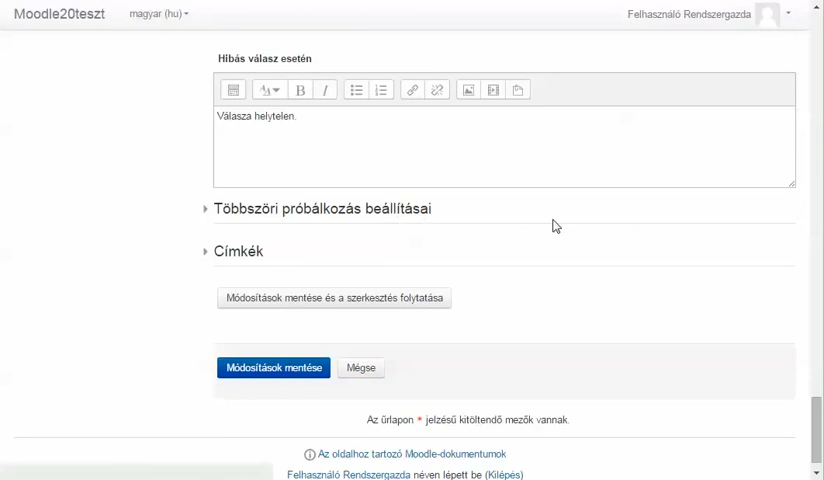 Moodle20teszt magyar (hu) Felhasználó Rendszergazda
Hibás válasz esetén
B I
Válasza helytelen.
Többszöri próbálkozás beállításai
Címkék
Módosítások mentése és a szerkesztés folytatása
Módosítások mentése Mégse
Az űrlapon * jelzésű kitöltendő mezők vannak.
Az oldalhoz tartozó Moodle-dokumentumok
Felhasználó Rendszergazda néven lépett be (Kilépés)